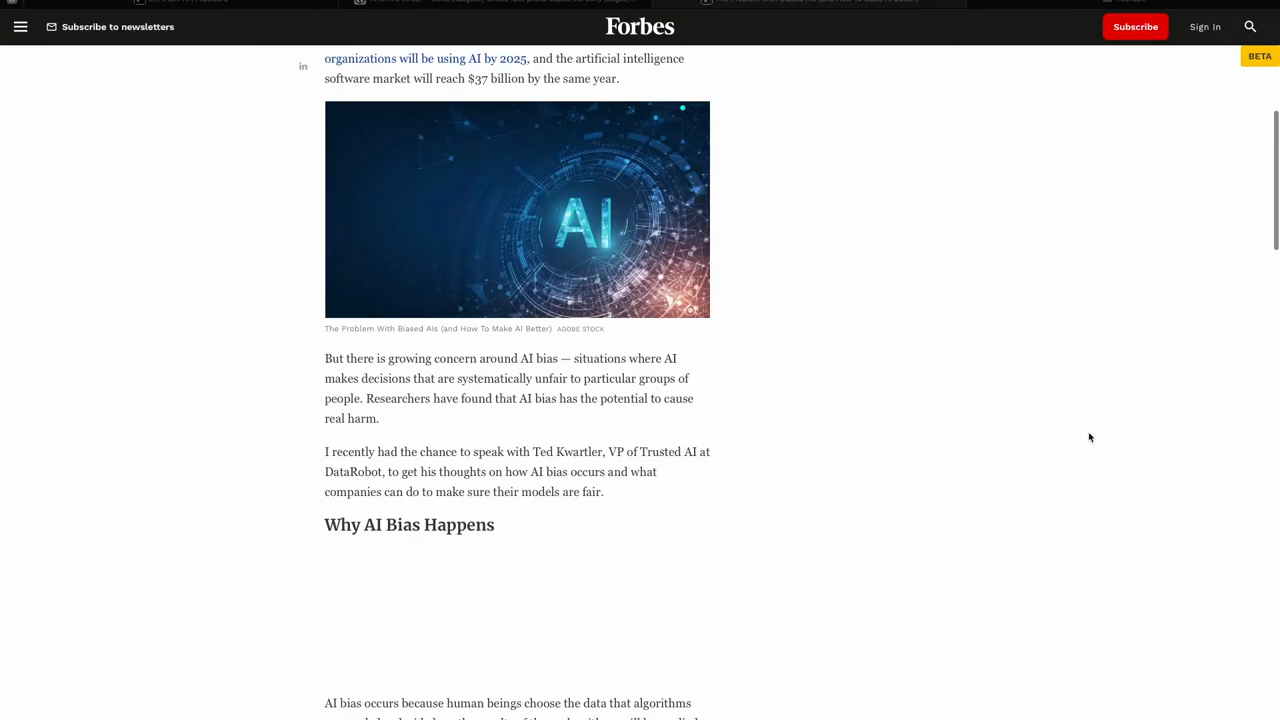 Subscribe to newsletters
Forbes
Subscribe
Sign In
BETA
in
organizations will be using AI by 2025, and the artificial intelligence
software market will reach $37 billion by the same year.
AI
The Problem With Biased AIs (and How To Make AI Better) ADOBE STOCK
But there is growing concern around AI bias — situations where AI
makes decisions that are systematically unfair to particular groups of
people. Researchers have found that AI bias has the potential to cause
real harm.
I recently had the chance to speak with Ted Kwartler, VP of Trusted AI at
DataRobot, to get his thoughts on how AI bias occurs and what
companies can do to make sure their models are fair.
Why AI Bias Happens
AI bias occurs because human beings choose the data that algorithms